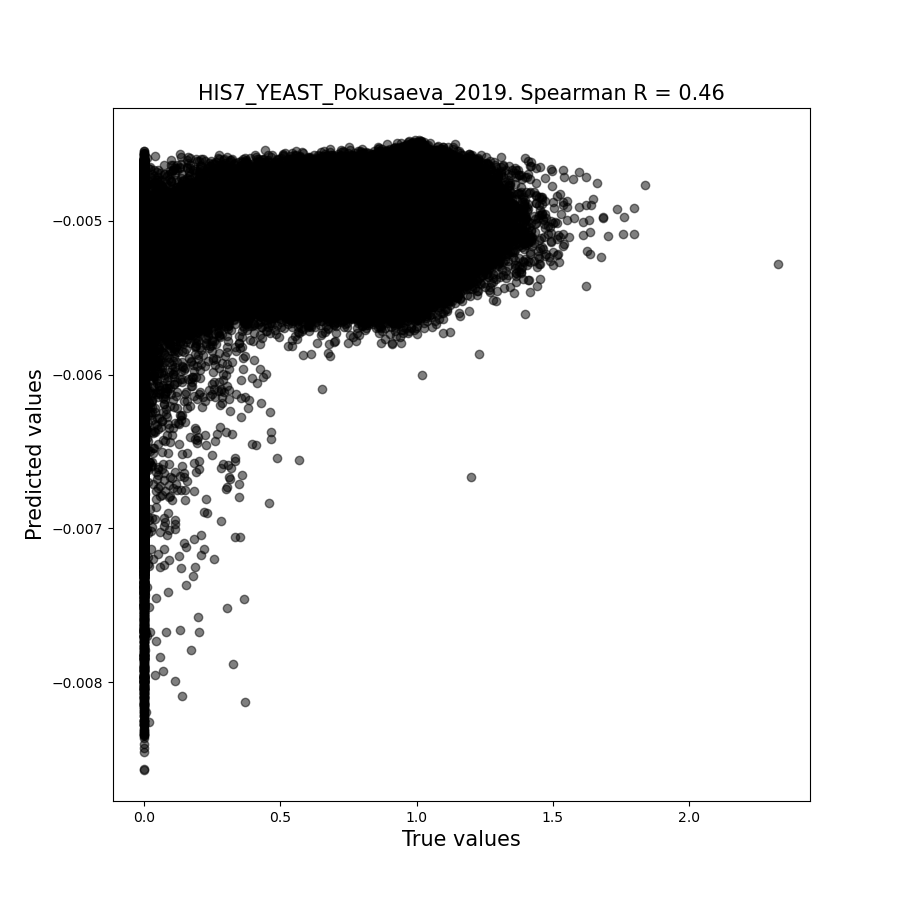 HIS7_YEAST_Pokusaeva_2019. Spearman R = 0.46
Predicted values
−0.005
−0.006
−0.007
−0.008
0.0 0.5 1.0 1.5 2.0
True values